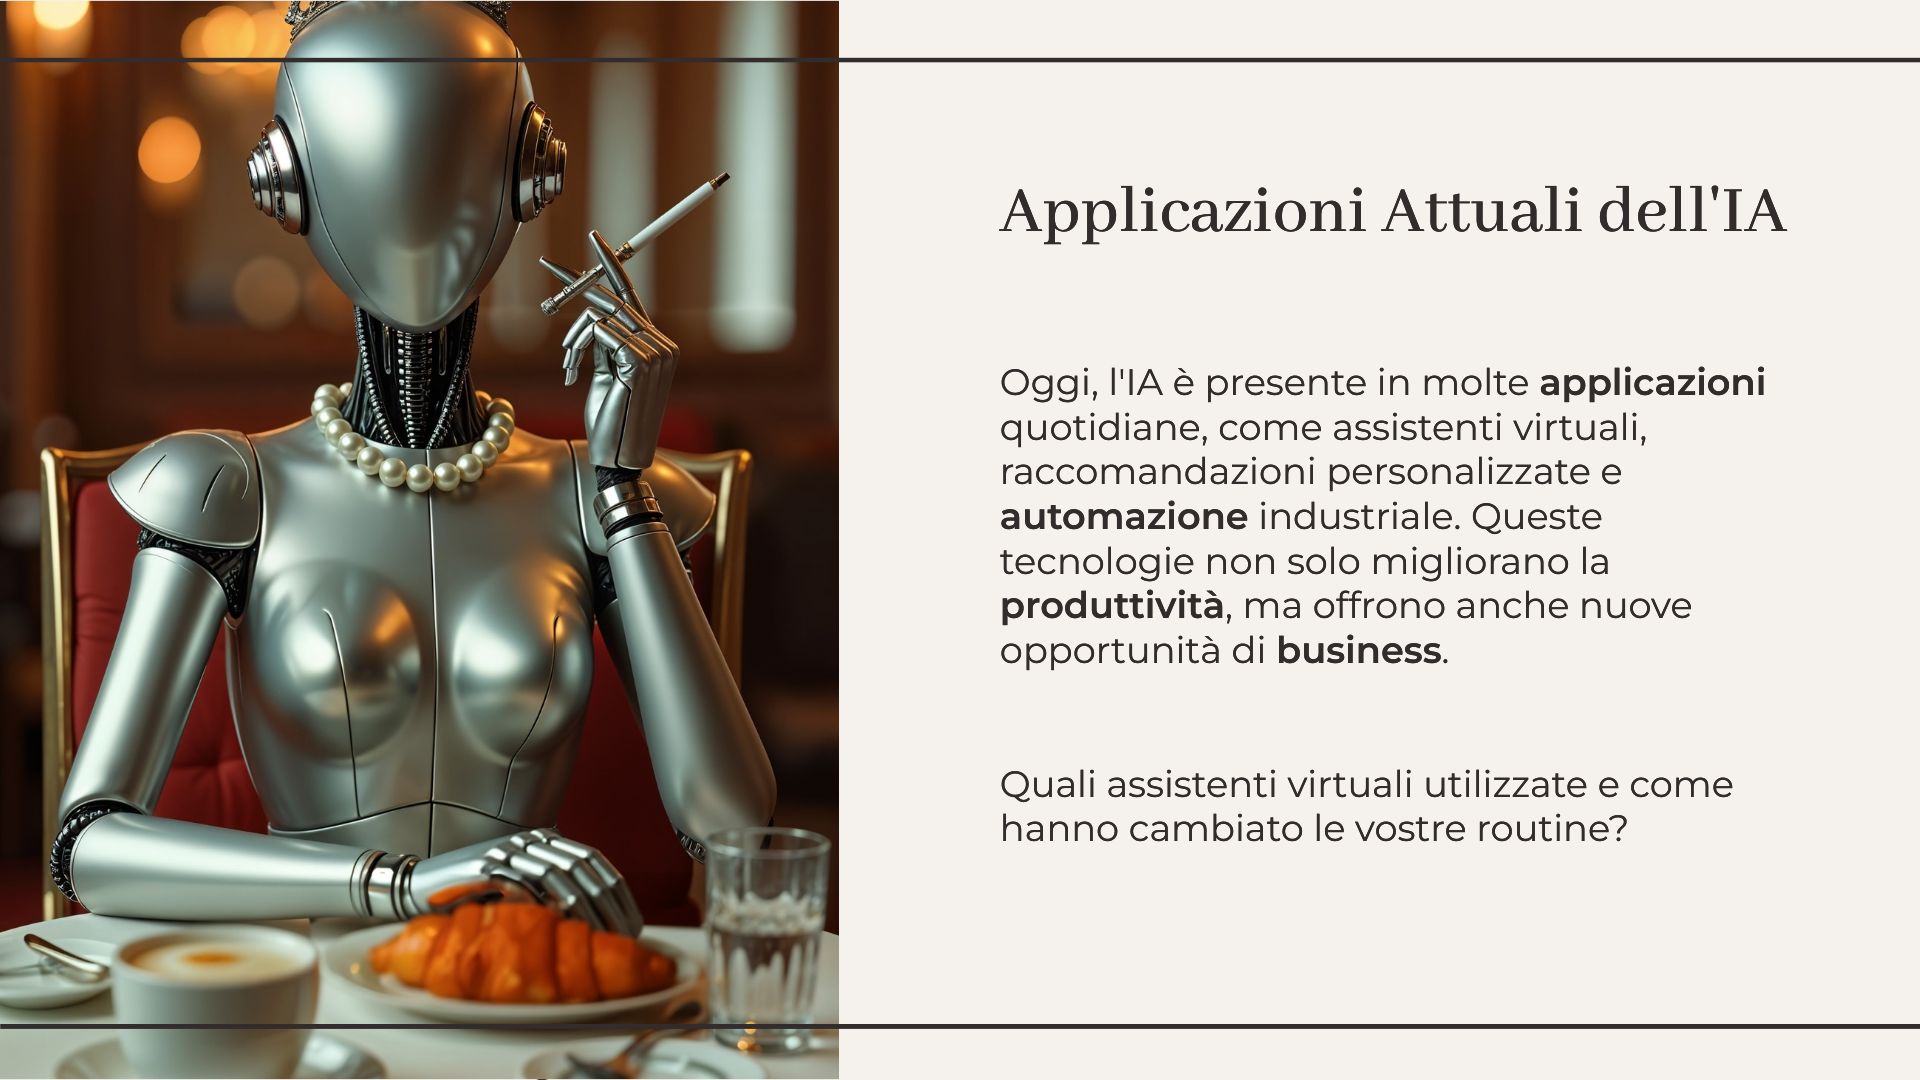 Applicazioni Attuali dell'IA
Oggi, l'IA è presente in molte applicazioni
quotidiane, come assistenti virtuali,
raccomandazioni personalizzate e
automazione industriale. Queste
tecnologie non solo migliorano la
produttività, ma offrono anche nuove
opportunità di business.
Quali assistenti virtuali utilizzate e come
hanno cambiato le vostre routine?